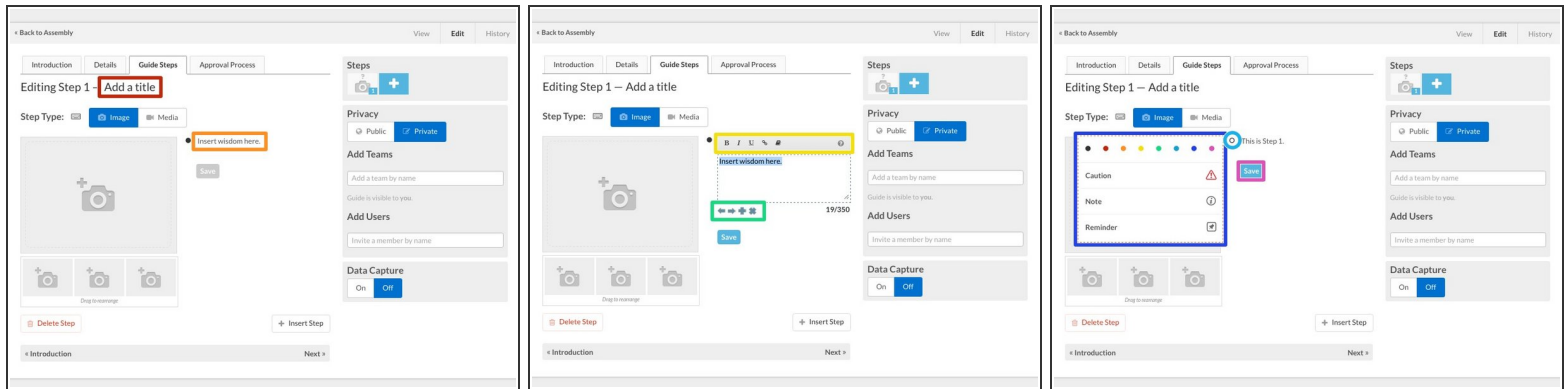 « Back to Assembly
View Edit History
Introduction Details Guide Steps Approval Process
Editing Step 1 – Add a title
Step Type: Image Media
Insert wisdom here.
Save
Drag to rearrange
Delete Step
+ Insert Step
« Introduction
Next »
Steps
1
Privacy
Public Private
Add Teams
Add a team by name
Guide is visible to you.
Add Users
Invite a member by name
Data Capture
On Off
« Back to Assembly
View Edit History
Introduction Details Guide Steps Approval Process
Editing Step 1 — Add a title
Step Type: Image Media
B I U
Insert wisdom here.
19/350
Save
Drag to rearrange
Delete Step
+ Insert Step
« Introduction
Next »
Steps
1
Privacy
Public Private
Add Teams
Add a team by name
Guide is visible to you.
Add Users
Invite a member by name
Data Capture
On Off
« Back to Assembly
View Edit History
Introduction Details Guide Steps Approval Process
Editing Step 1 — Add a title
Step Type: Image Media
Caution
Note
Reminder
This is Step 1.
Save
Drag to rearrange
Delete Step
+ Insert Step
« Introduction
Next »
Steps
1
Privacy
Public Private
Add Teams
Add a team by name
Guide is visible to you.
Add Users
Invite a member by name
Data Capture
On Off